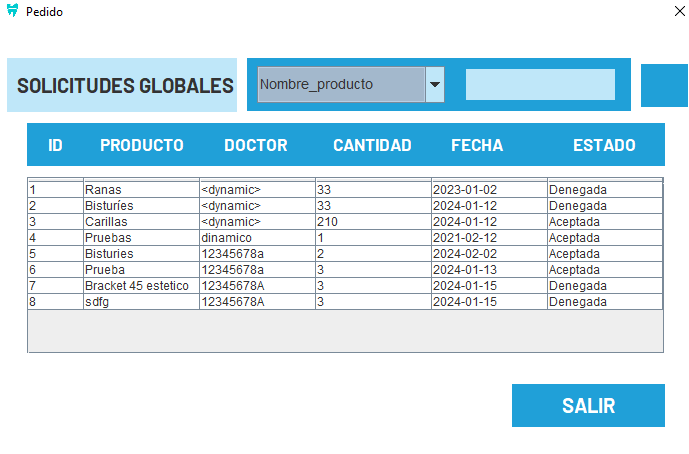 Pedido
SOLICITUDES GLOBALES
Nombre_producto
ID PRODUCTO DOCTOR CANTIDAD FECHA ESTADO
1 Ranas <dynamic> 33 2023-01-02 Denegada
2 Bisturíes <dynamic> 33 2024-01-12 Denegada
3 Carillas <dynamic> 210 2024-01-12 Aceptada
4 Pruebas dinamico 1 2021-02-12 Aceptada
5 Bisturies 12345678a 2 2024-02-02 Aceptada
6 Prueba 12345678a 3 2024-01-13 Aceptada
7 Bracket 45 estetico 12345678A 3 2024-01-15 Denegada
8 sdfg 12345678A 3 2024-01-15 Denegada
SALIR